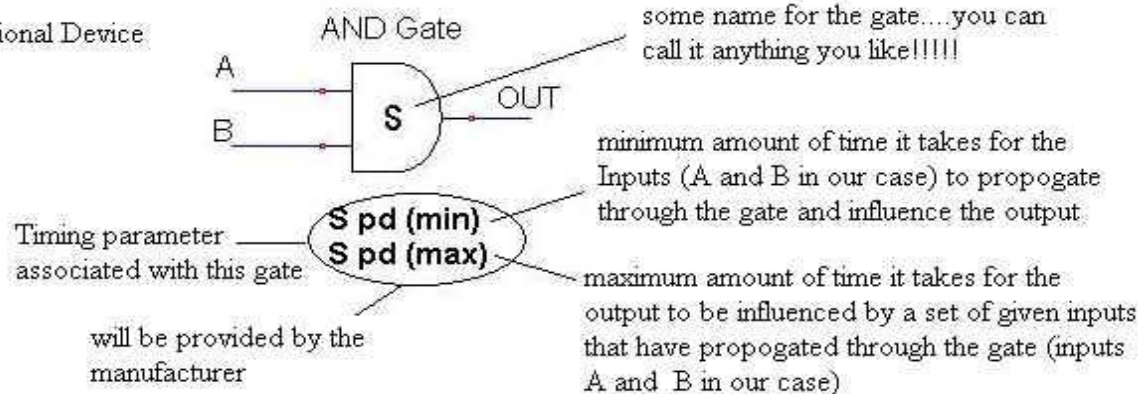 some name for the gate....you can
call it anything you like!!!!!
Device
AND Gate
A
B
S
OUT
minimum amount of time it takes for the
Inputs (A and B in our case) to propogate
through the gate and influence the output
S pd (min)
S pd (max)
Timing parameter
associated with this gate
maximum amount of time it takes for the
output to be influenced by a set of given inputs
that have propogated through the gate (inputs
A and B in our case)
will be provided by the
manufacturer